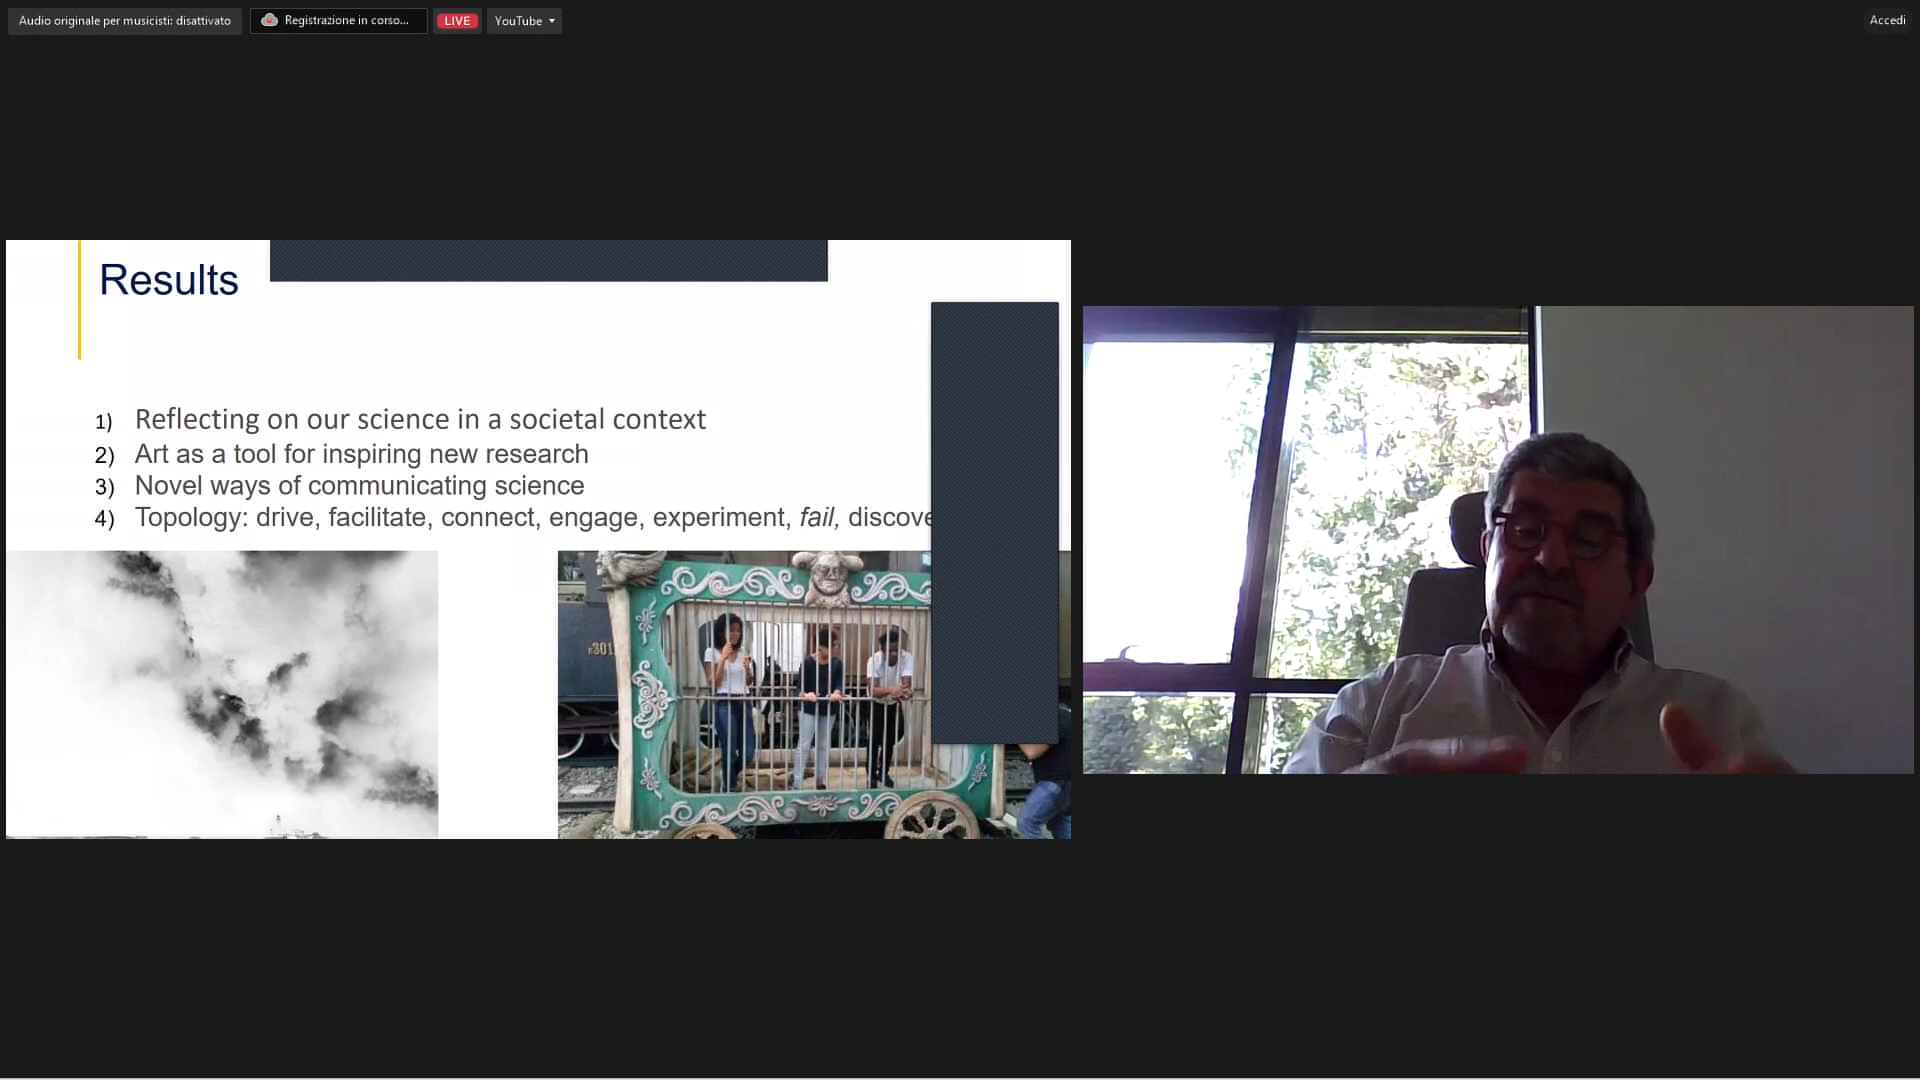 Audio originale per musicisti: disattivato
Registrazione in corso...
LIVE
YouTube
Accedi
Results
1) Reflecting on our science in a societal context
2) Art as a tool for inspiring new research
3) Novel ways of communicating science
4) Topology: drive, facilitate, connect, engage, experiment, fail, discove